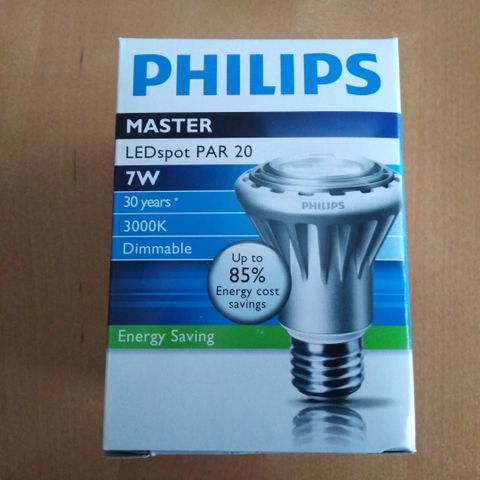 PHILIPS
MASTER
LEDspot PAR 20
7W
30 years *
3000K
Dimmable
PHILIPS
Up to
85%
Energy cost
savings
Energy Saving